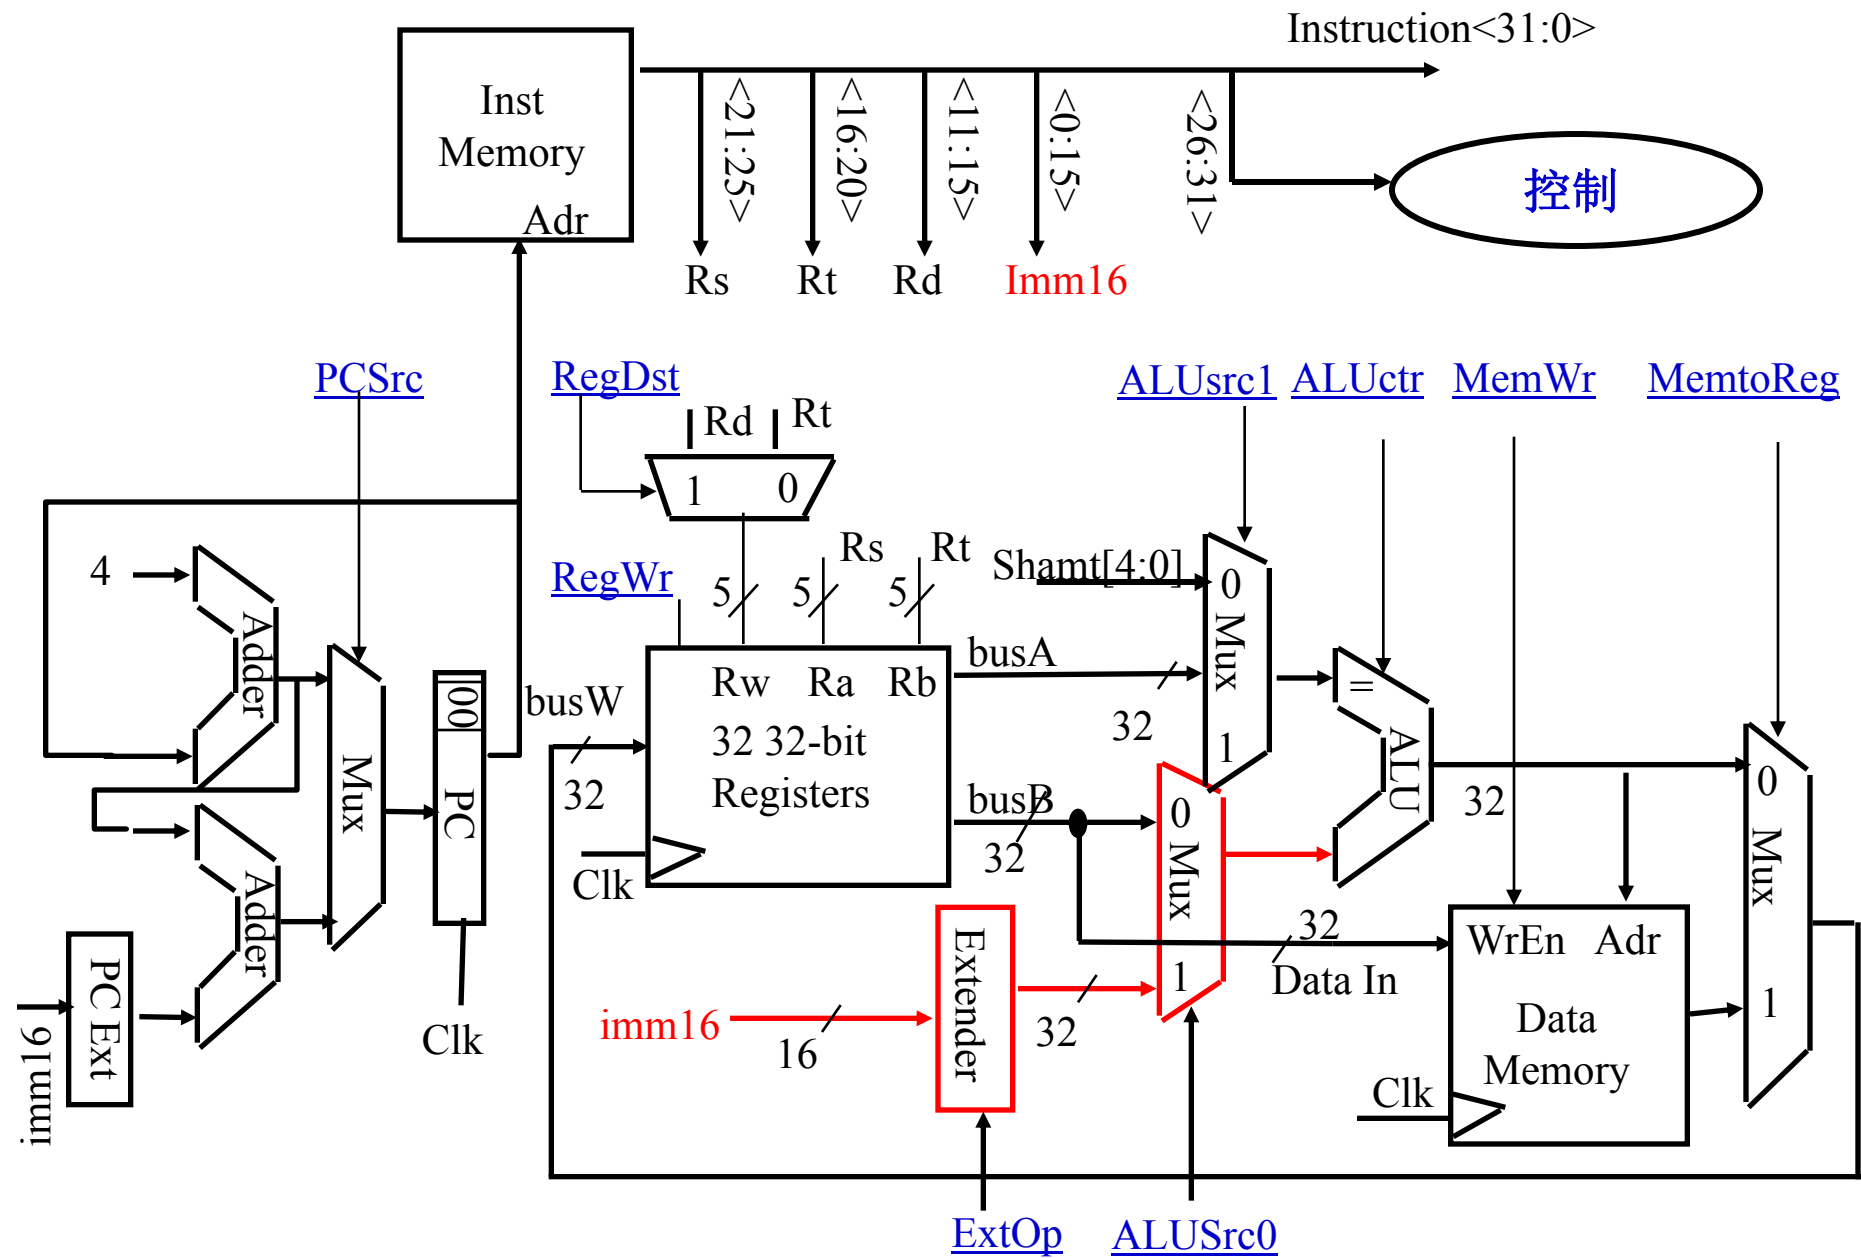 Instruction<31:0>
Inst
Memory
Adr
<21:25>
<16:20>
<11:15>
<0:15>
<26:31>
控制
Rs
Rt
Rd
Imm16
PCSrc
RegDst
ALUsrc1
ALUctr
MemWr
MemtoReg
Rd
Rt
1
0
4
Adder
RegWr
5
5
Rs
5
Rt
Shamt[4:0]
0
Mux
1
busA
32
=
ALU
32
00
PC
Mux
busW
32
Rw
Ra
Rb
32 32-bit
Registers
busB
32
Clk
0
Mux
1
0
Mux
1
Adder
PC Ext
imm16
Clk
imm16
16
Extender
32
32
Data In
WrEn
Adr
Data
Memory
Clk
ExtOp
ALUSrc0